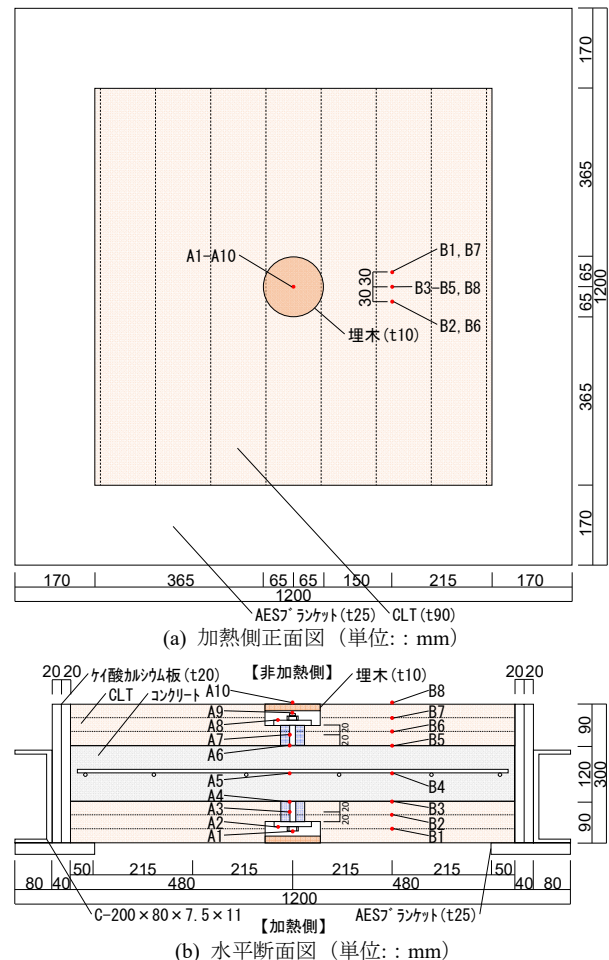 170
365
65
65
365
170
1200
A1-A10
30
30
B1, B7
B3-B5, B8
B2, B6
埋木(t10)
170
365
65
65
150
215
170
1200
AESブランケット(t25)
CLT(t90)
(a) 加熱側正面図（単位:：mm）
20
20
ケイ酸カルシウム板(t20)
【非加熱側】
埋木(t10)
20
20
CLT
コンクリート
A10
A9
A8
A7
A6
A5
A4
A3
A2
A1
B8
B7
B6
B5
B4
B3
B2
B1
20
20
20
20
90
120
90
300
50
215
215
215
215
50
80
40
480
480
40
80
1200
C-200×80×7.5×11
【加熱側】
AESブランケット(t25)
(b) 水平断面図（単位:：mm）